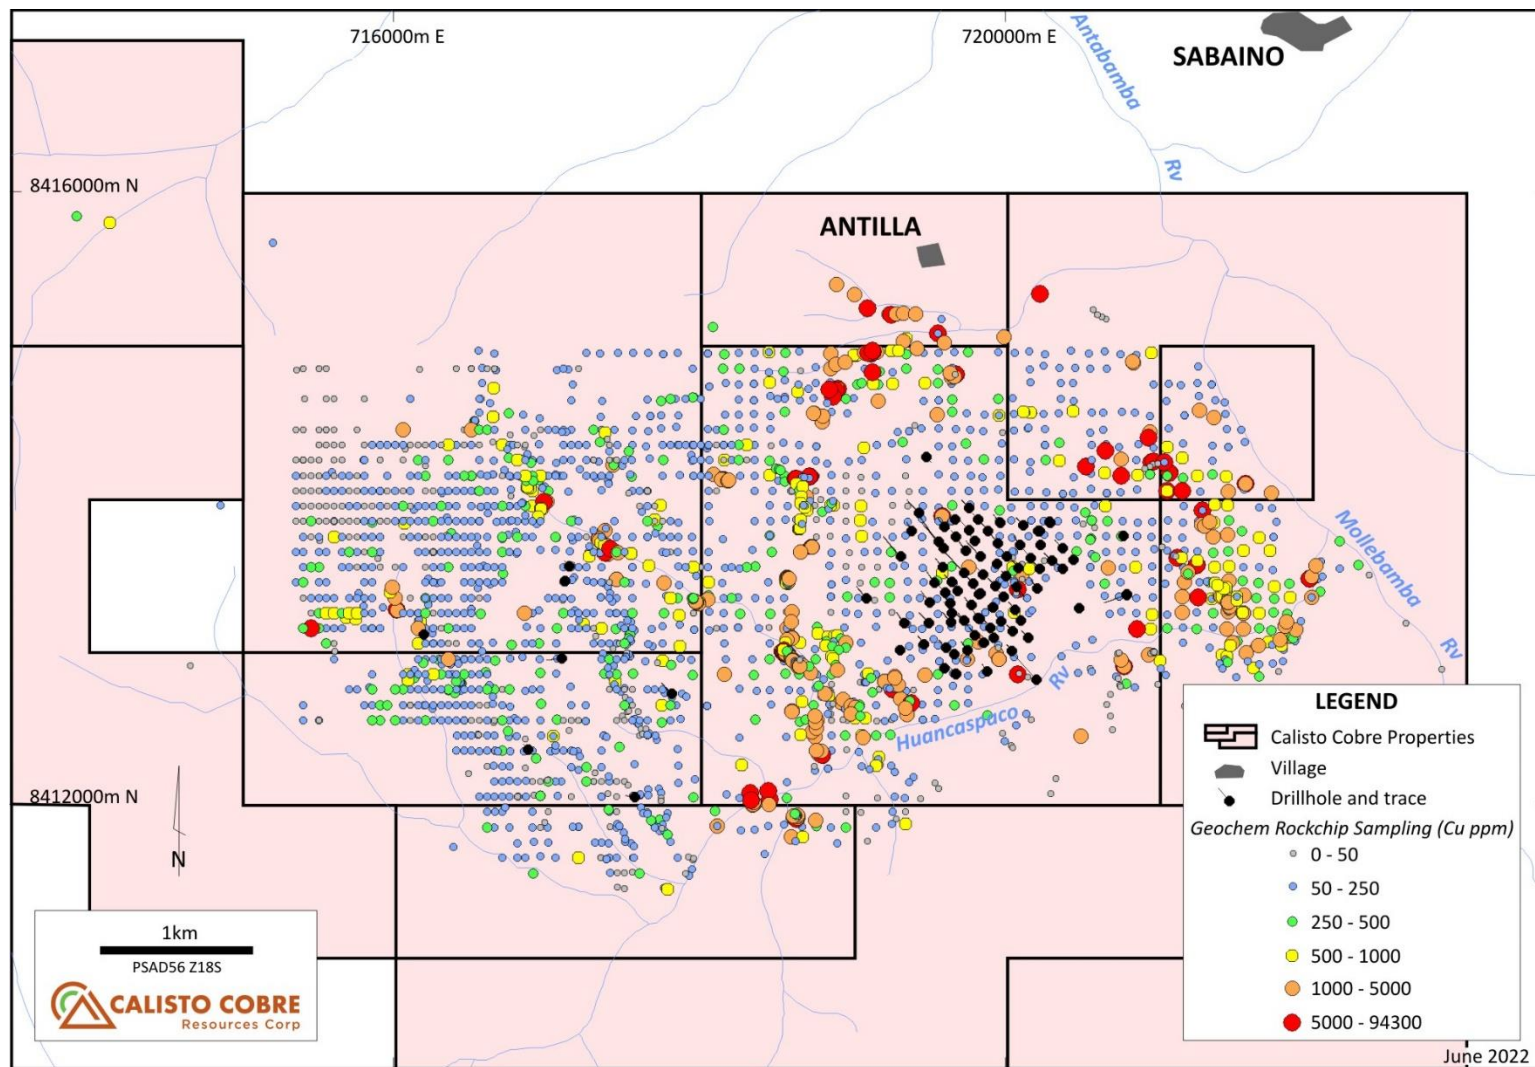 716000m E
720000m E
Antabamba
SABAINO
Rv
8416000m N
ANTILLA
Mollebamba
Rv
Rv
Huancaspaco
8412000m N
N
1km
PSAD56 Z18S
CALISTO COBRE
Resources Corp
LEGEND
Calisto Cobre Properties
Village
Drillhole and trace
Geochem Rockchip Sampling (Cu ppm)
0 - 50
50 - 250
250 - 500
500 - 1000
1000 - 5000
5000 - 94300
June 2022